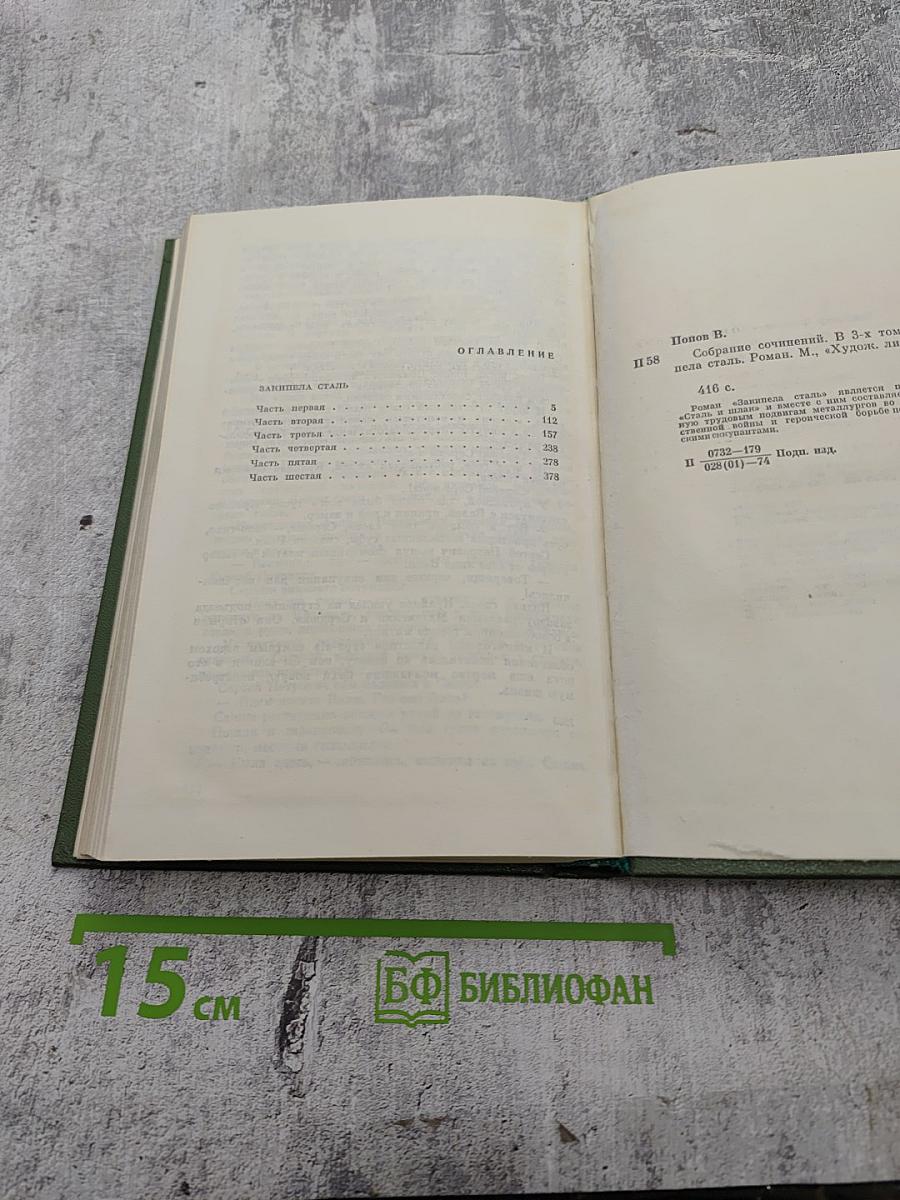 ОГЛАВЛЕНИЕ
ЗАКИПЕЛА СТАЛЬ
Часть первая . . . . . . . . . . . . . . . . . 5
Часть вторая . . . . . . . . . . . . . . . . . 112
Часть третья . . . . . . . . . . . . . . . . . 157
Часть четвертая . . . . . . . . . . . . . . . . 238
Часть пятая . . . . . . . . . . . . . . . . . 278
Часть шестая . . . . . . . . . . . . . . . . . 378
Попов В.
П 58 Собрание сочинений. В 3-х том
пела сталь. Роман. М., «Худож. ли
416 с.
Роман «Закипела сталь» является п
«Сталь и шлак» и вместе с ним составляе
ную трудовым подвигам металлургов во
ственной войны и героической борьбе
скими оккупантами.
П 0732—179
028(01)—74 Подп. изд.
15 см
БФ БИБЛИОФАН